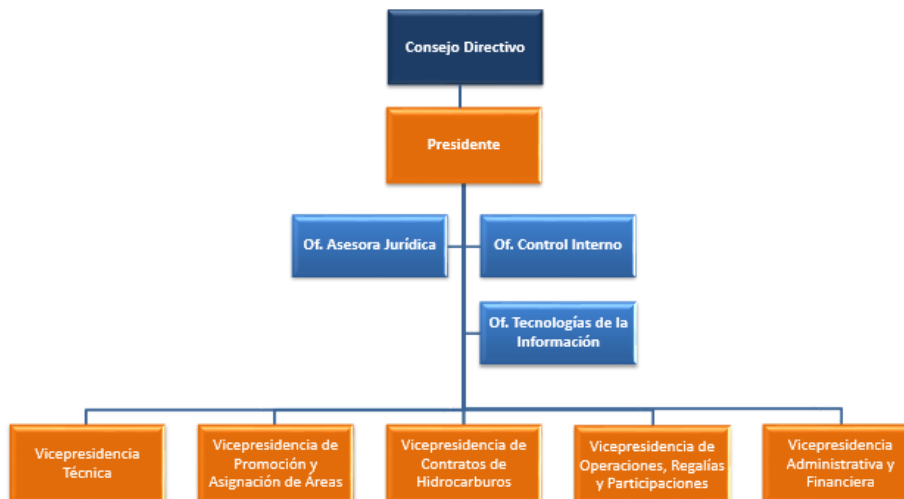 Consejo Directivo
Presidente
Of. Asesora Jurídica
Of. Control Interno
Of. Tecnologías de la
Información
Vicepresidencia
Técnica
Vicepresidencia de
Promoción y
Asignación de Áreas
Vicepresidencia de
Contratos de
Hidrocarburos
Vicepresidencia de
Operaciones, Regalías
y Participaciones
Vicepresidencia
Administrativa y
Financiera